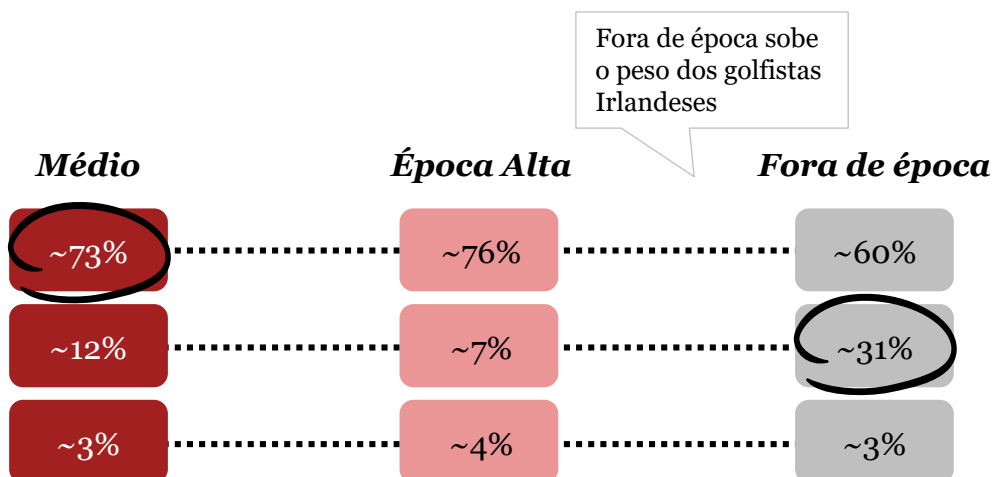 Fora de época sobe
o peso dos golfistas
Irlandeses
Médio Época Alta Fora de época
~73% ~76% ~60%
~12% ~7% ~31%
~3% ~4% ~3%